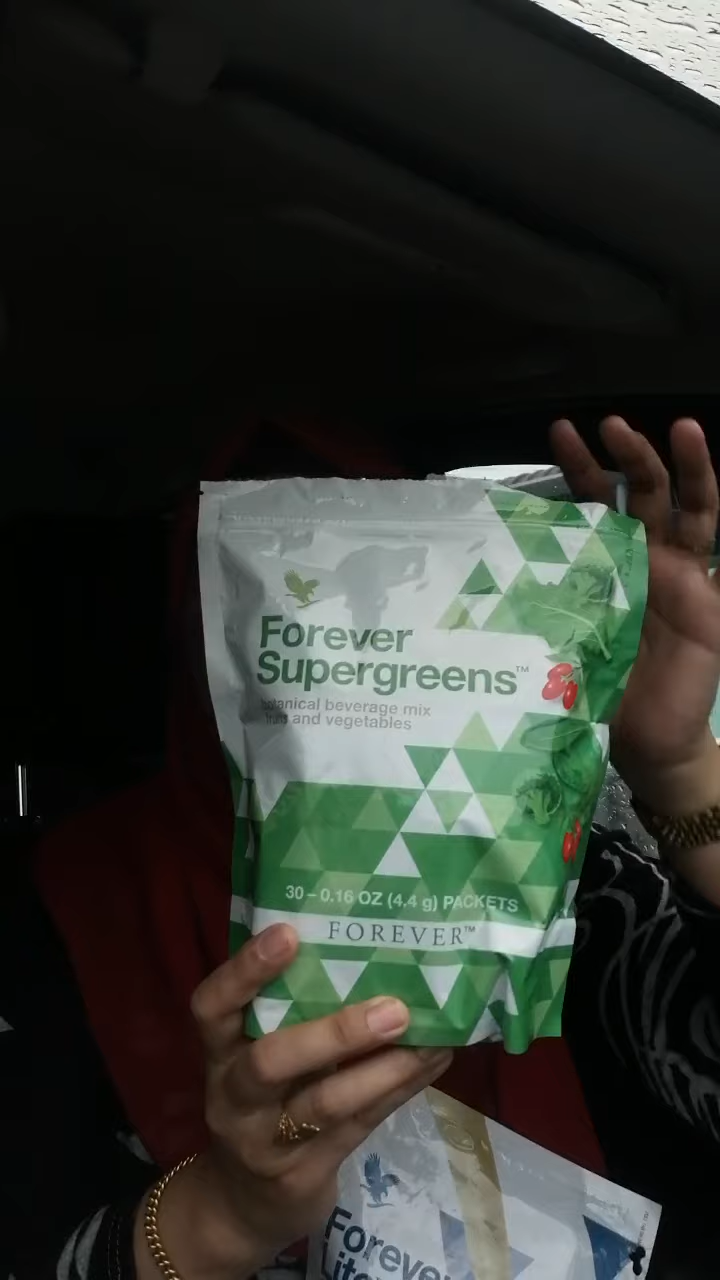 Forever
Supergreens™
botanical beverage mix
fruits and vegetables
30 – 0.16 OZ (4.4 g) PACKETS
FOREVER™
Forever